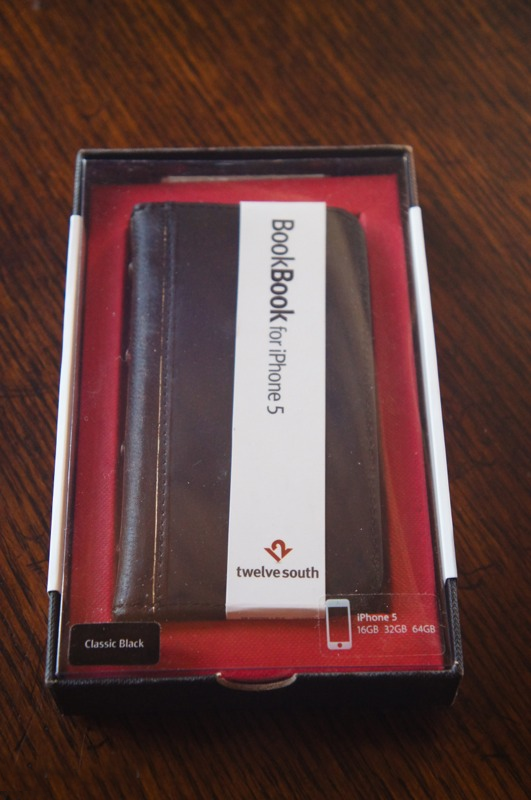 BookBook for iPhone 5
twelve south
Classic Black
iPhone 5
16GB 32GB 64GB